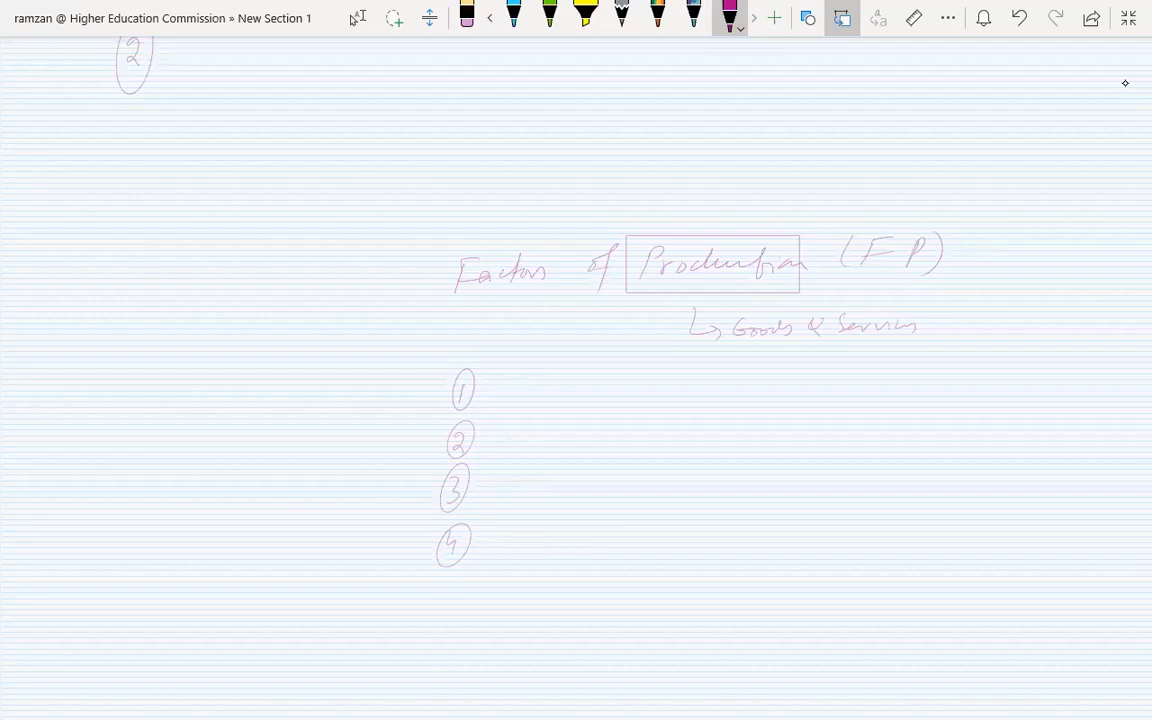 ramzan @ Higher Education Commission » New Section 1
2
Factors of Production (FP)
↳ Goods & Services
1
2
3
4